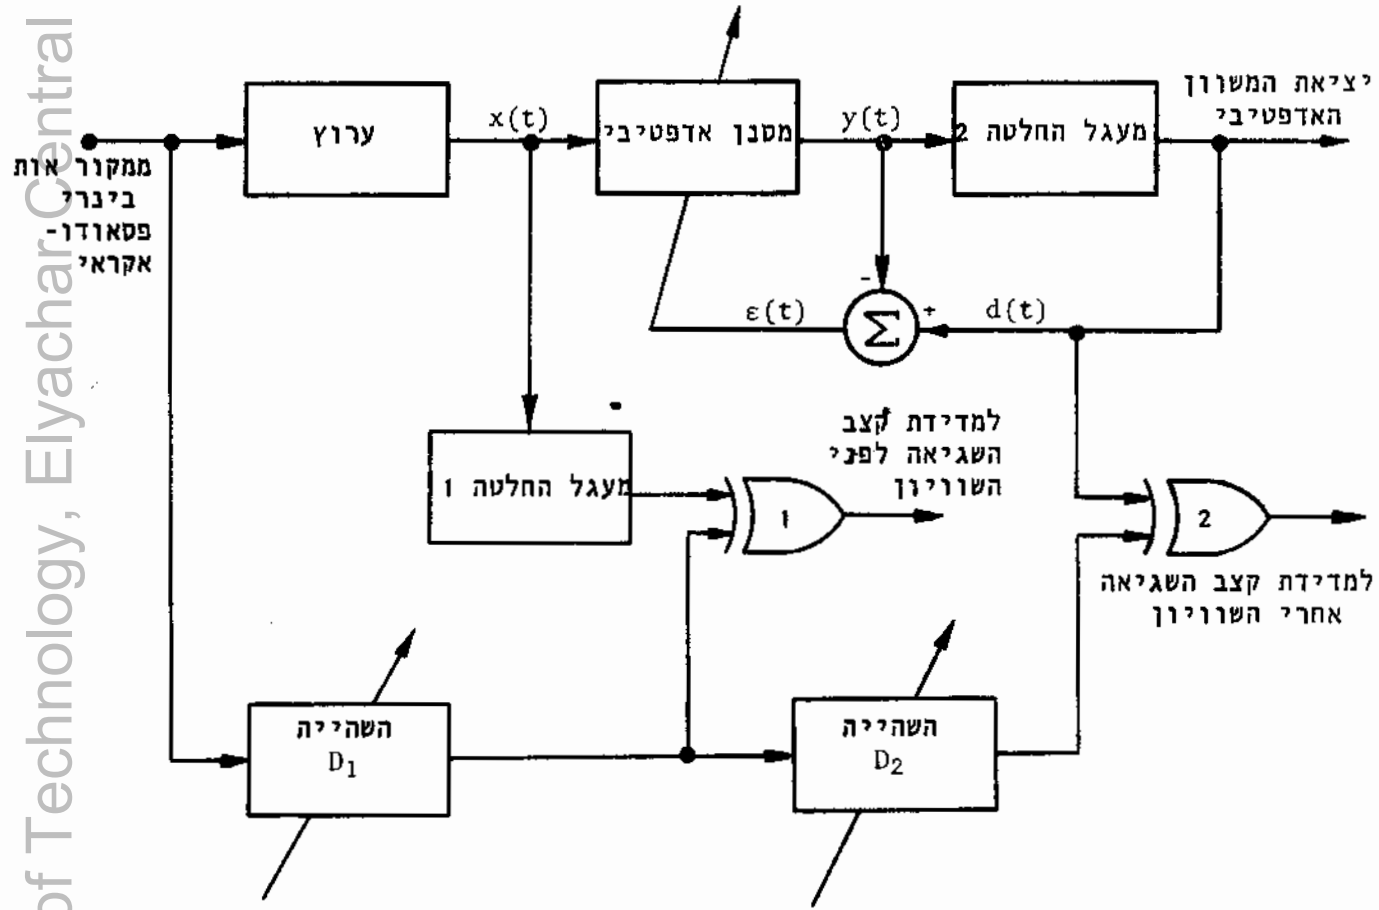 of Technology, Elyachar Central
ממקור אות
בינרי
פסאודו-
אקראי
ערוץ
x(t)
מסנן אדפטיבי
y(t)
מעגל החלטה 2
יציאת המשוון
האדפטיבי
-
+
Σ
ε(t)
d(t)
מעגל החלטה 1
1
למדידת קצב
השגיאה לפני
השוויון
2
למדידת קצב השגיאה
אחרי השוויון
השהייה
D1
השהייה
D2